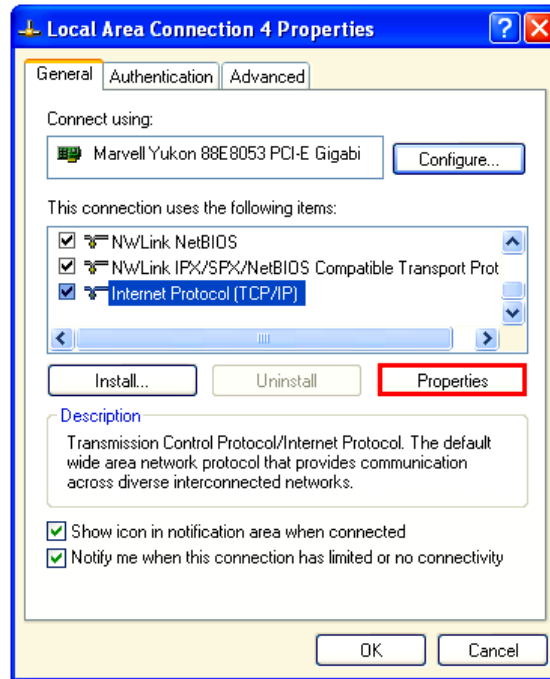 Local Area Connection 4 Properties
General Authentication Advanced
Connect using:
Marvell Yukon 88E8053 PCI-E Gigabi
Configure...
This connection uses the following items:
NWLink NetBIOS
NWLink IPX/SPX/NetBIOS Compatible Transport Prot
Internet Protocol (TCP/IP)
Install... Uninstall Properties
Description
Transmission Control Protocol/Internet Protocol. The default
wide area network protocol that provides communication
across diverse interconnected networks.
Show icon in notification area when connected
Notify me when this connection has limited or no connectivity
OK Cancel